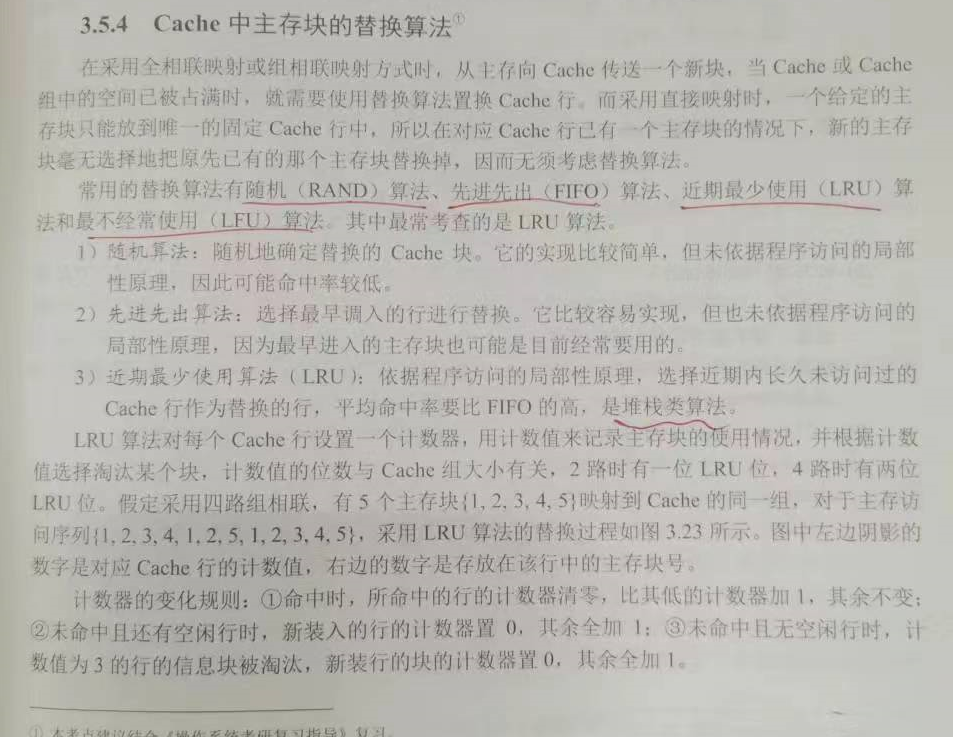 3.5.4 Cache 中主存块的替换算法①
在采用全相联映射或组相联映射方式时，从主存向 Cache 传送一个新块，当 Cache 或 Cache
组中的空间已被占满时，就需要使用替换算法置换 Cache 行。而采用直接映射时，一个给定的主
存块只能放到唯一的固定 Cache 行中，所以在对应 Cache 行已有一个主存块的情况下，新的主存
块毫无选择地把原先已有的那个主存块替换掉，因而无须考虑替换算法。
常用的替换算法有随机（RAND）算法、先进先出（FIFO）算法、近期最少使用（LRU）算
法和最不经常使用（LFU）算法。其中最常考查的是 LRU 算法。
1）随机算法：随机地确定替换的 Cache 块。它的实现比较简单，但未依据程序访问的局部
性原理，因此可能命中率较低。
2）先进先出算法：选择最早调入的行进行替换。它比较容易实现，但也未依据程序访问的
局部性原理，因为最早进入的主存块也可能是目前经常要用的。
3）近期最少使用算法（LRU）：依据程序访问的局部性原理，选择近期内长久未访问过的
Cache 行作为替换的行，平均命中率要比 FIFO 的高，是堆栈类算法。
LRU 算法对每个 Cache 行设置一个计数器，用计数值来记录主存块的使用情况，并根据计数
值选择淘汰某个块，计数值的位数与 Cache 组大小有关，2 路时有一位 LRU 位，4 路时有两位
LRU 位。假定采用四路组相联，有 5 个主存块{1, 2, 3, 4, 5}映射到 Cache 的同一组，对于主存访
问序列{1, 2, 3, 4, 1, 2, 5, 1, 2, 3, 4, 5}，采用 LRU 算法的替换过程如图 3.23 所示。图中左边阴影的
数字是对应 Cache 行的计数值，右边的数字是存放在该行中的主存块号。
计数器的变化规则：①命中时，所命中的行的计数器清零，比其低的计数器加 1，其余不变；
②未命中且还有空闲行时，新装入的行的计数器置 0，其余全加 1；③未命中且无空闲行时，计
数值为 3 的行的信息块被淘汰，新装行的块的计数器置 0，其余全加 1。
① 本考点建议结合《操作系统考研复习指导》复习。